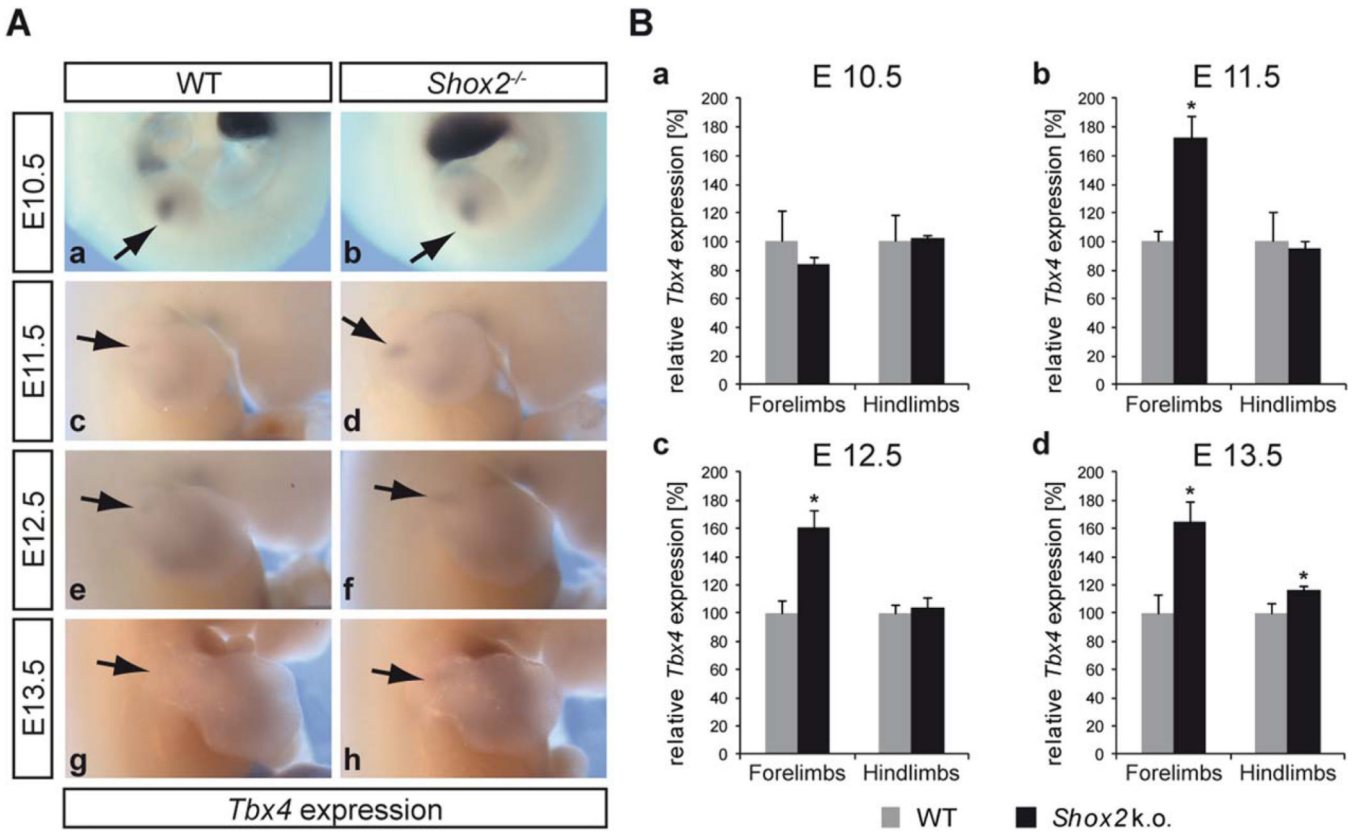 A
WT
Shox2-/-
E10.5
a
b
E11.5
c
d
E12.5
e
f
E13.5
g
h
Tbx4 expression
B
a
E 10.5
relative Tbx4 expression [%]
200
180
160
140
120
100
80
60
40
20
0
Forelimbs
Hindlimbs
b
E 11.5
relative Tbx4 expression [%]
200
180
160
140
120
100
80
60
40
20
0
*
Forelimbs
Hindlimbs
c
E 12.5
relative Tbx4 expression [%]
200
180
160
140
120
100
80
60
40
20
0
*
Forelimbs
Hindlimbs
d
E 13.5
relative Tbx4 expression [%]
200
180
160
140
120
100
80
60
40
20
0
*
*
Forelimbs
Hindlimbs
WT
Shox2 k.o.